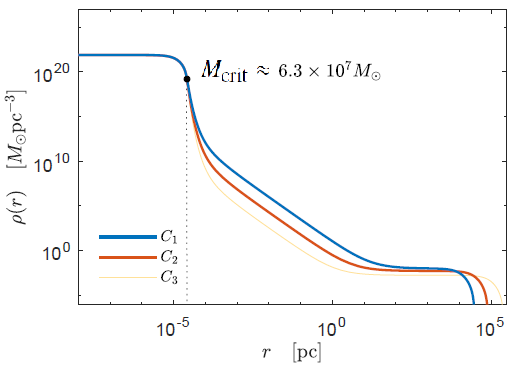 10^20
10^10
10^0
ρ(r) [M_⊙pc^−3]
M_crit ≈ 6.3 × 10^7 M_⊙
C_1
C_2
C_3
10^-5
10^0
10^5
r [pc]